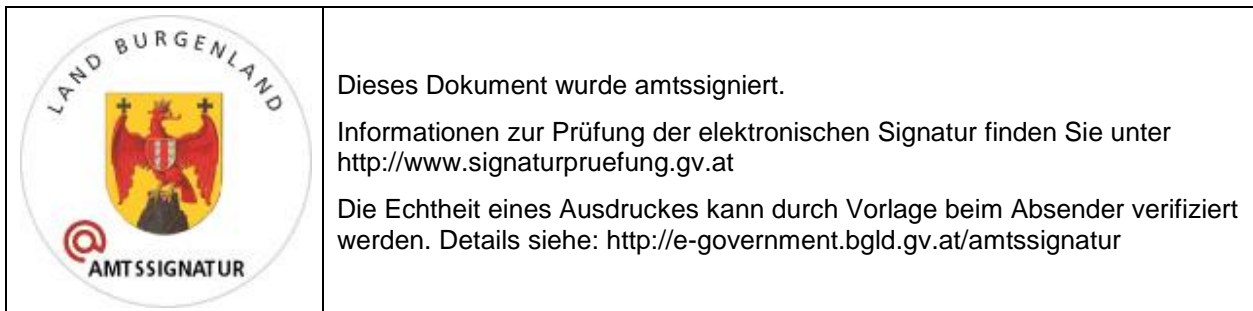 LAND BURGENLAND
@
AMTSSIGNATUR
Dieses Dokument wurde amtssigniert.
Informationen zur Prüfung der elektronischen Signatur finden Sie unter
http://www.signaturpruefung.gv.at
Die Echtheit eines Ausdruckes kann durch Vorlage beim Absender verifiziert
werden. Details siehe: http://e-government.bgld.gv.at/amtssignatur